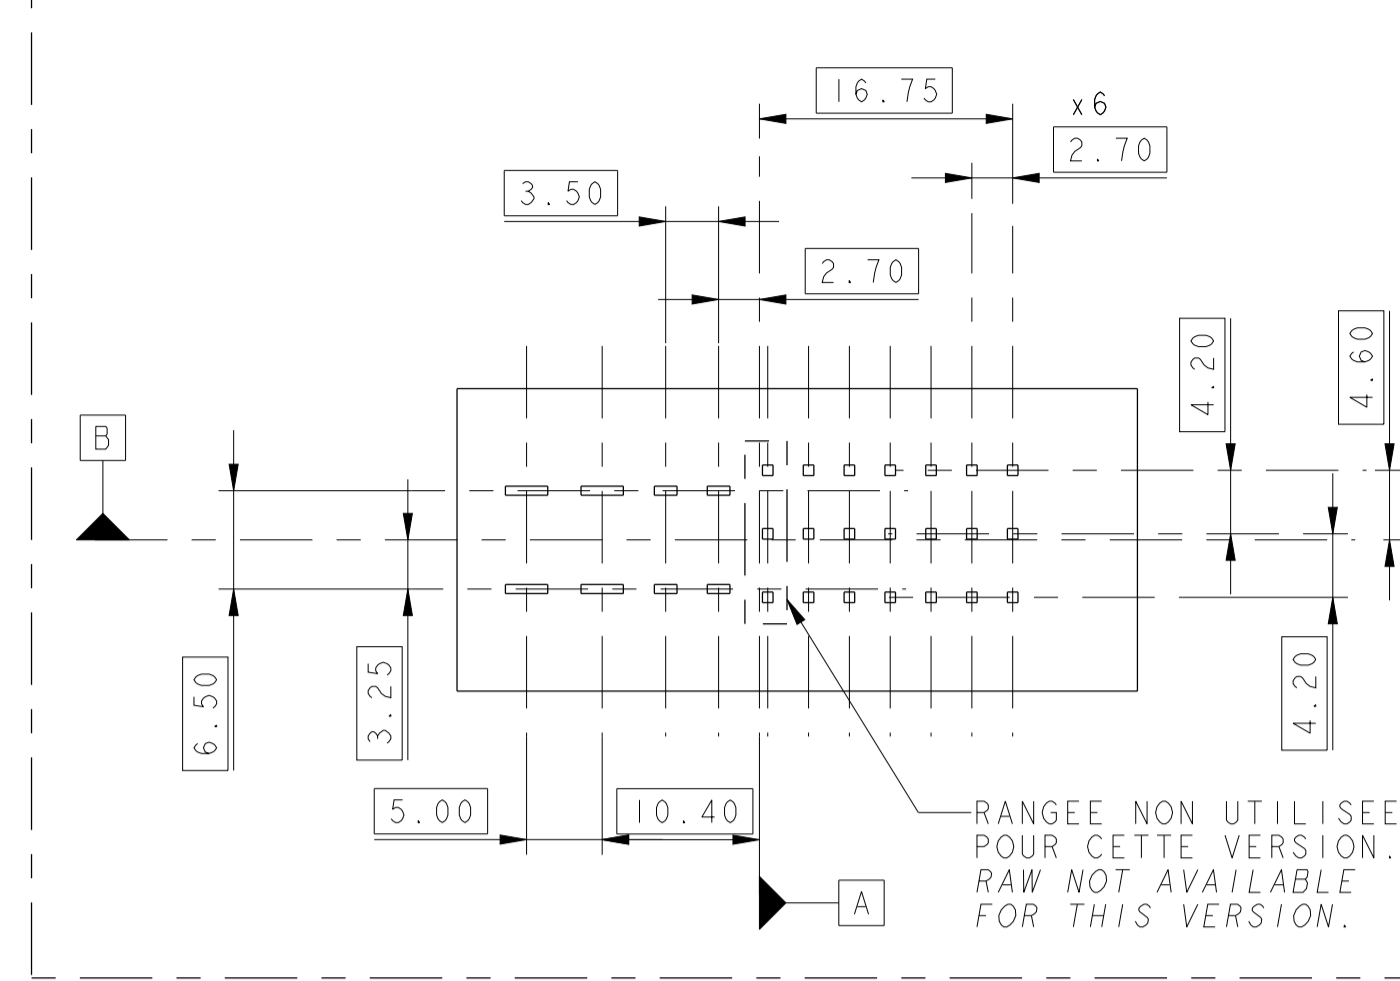 16.75
x6
2.70
3.50
2.70
4.20
4.60
B
6.50
3.25
4.20
5.00
10.40
RANGEE NON UTILISEE
POUR CETTE VERSION.
RAW NOT AVAILABLE
FOR THIS VERSION.
A